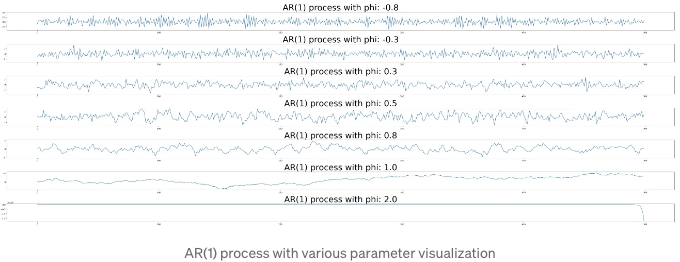 AR(1) process with phi: -0.8
AR(1) process with phi: -0.3
AR(1) process with phi: 0.3
AR(1) process with phi: 0.5
AR(1) process with phi: 0.8
AR(1) process with phi: 1.0
AR(1) process with phi: 2.0
AR(1) process with various parameter visualization